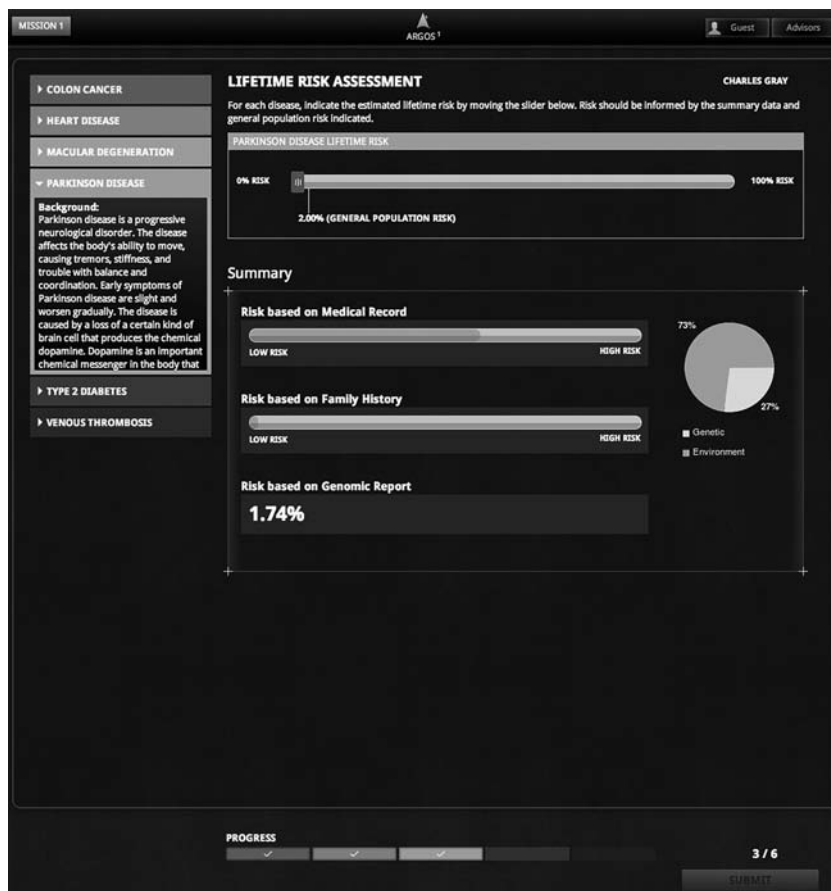 MISSION 1
ARGOS 1
Guest
Advisors
COLON CANCER
HEART DISEASE
MACULAR DEGENERATION
PARKINSON DISEASE
Background:
Parkinson disease is a progressive
neurological disorder. The disease
affects the body's ability to move,
causing tremors, stiffness, and
trouble with balance and
coordination. Early symptoms of
Parkinson disease are slight and
worsen gradually. The disease is
caused by a loss of a certain kind of
brain cell that produces the chemical
dopamine. Dopamine is an important
chemical messenger in the body that
TYPE 2 DIABETES
VENOUS THROMBOSIS
LIFETIME RISK ASSESSMENT
CHARLES GRAY
For each disease, indicate the estimated lifetime risk by moving the slider below. Risk should be informed by the summary data and
general population risk indicated.
PARKINSON DISEASE LIFETIME RISK
0% RISK
100% RISK
2.00% (GENERAL POPULATION RISK)
Summary
Risk based on Medical Record
LOW RISK
HIGH RISK
Risk based on Family History
LOW RISK
HIGH RISK
Risk based on Genomic Report
1.74%
73%
27%
Genetic
Environment
PROGRESS
3 / 6
SUBMIT